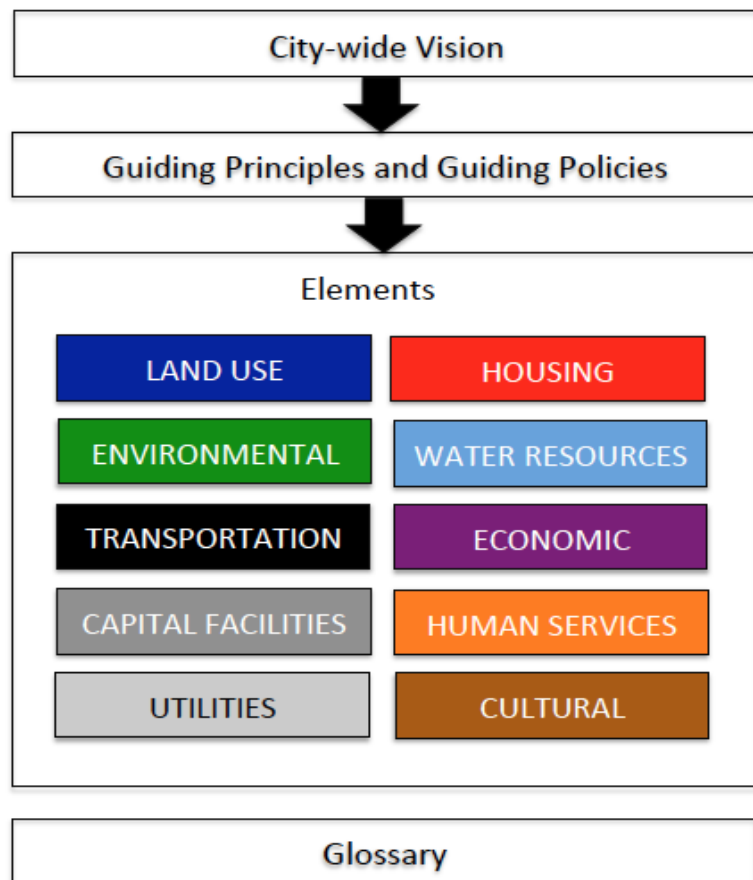 City-wide Vision
Guiding Principles and Guiding Policies
Elements
LAND USE
HOUSING
ENVIRONMENTAL
WATER RESOURCES
TRANSPORTATION
ECONOMIC
CAPITAL FACILITIES
HUMAN SERVICES
UTILITIES
CULTURAL
Glossary